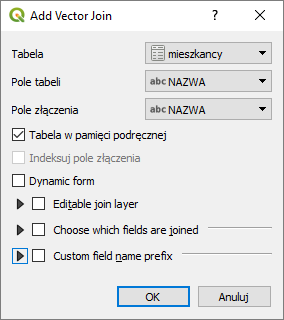 Add Vector Join
Tabela
mieszkancy
Pole tabeli
abc NAZWA
Pole złączenia
abc NAZWA
Tabela w pamięci podręcznej
Indeksuj pole złączenia
Dynamic form
Editable join layer
Choose which fields are joined
Custom field name prefix
OK
Anuluj